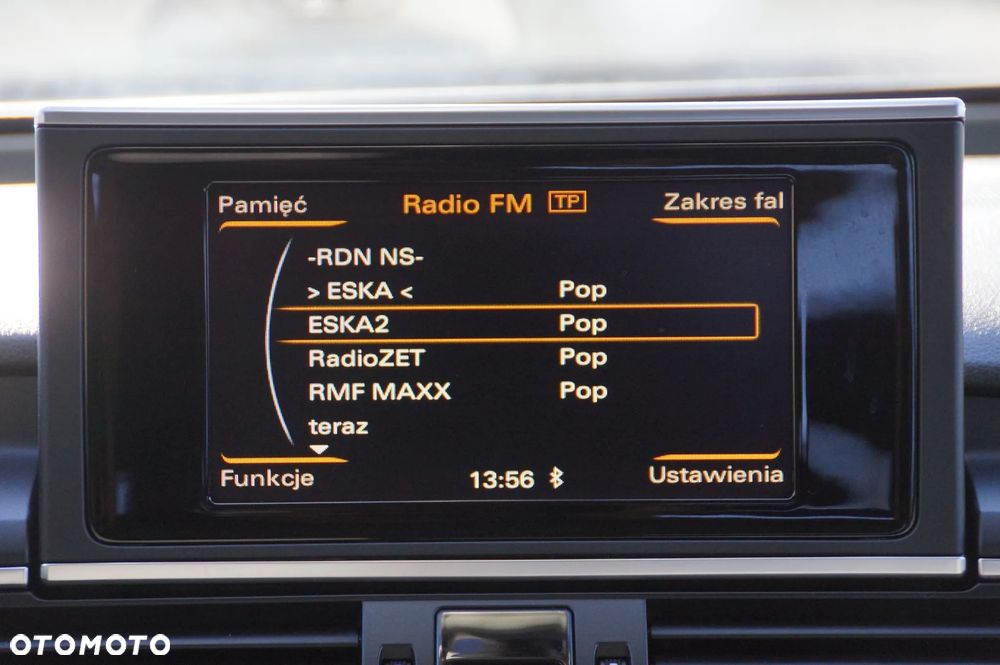 Pamięć Radio FM TP Zakres fal
-RDN NS-
> ESKA < Pop
ESKA2 Pop
RadioZET Pop
RMF MAXX Pop
teraz
Funkcje 13:56 Ustawienia
OTOMOTO